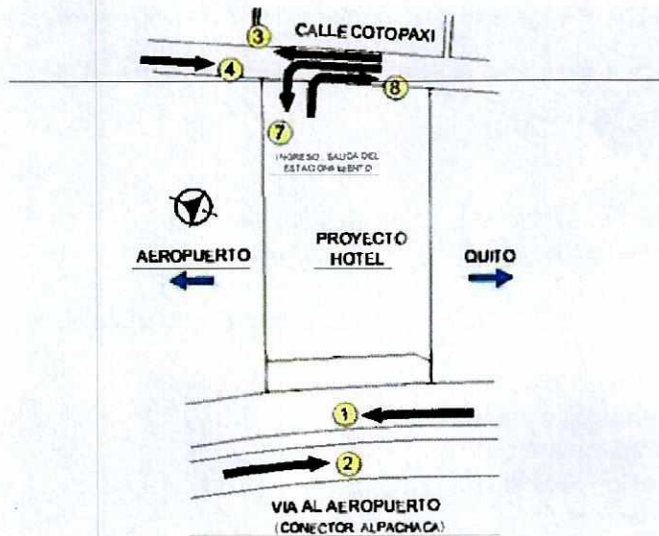 CALLE COTOPAXI
3
4
8
7
INGRESO, SALIDA DEL
ESTACIONAMIENTO
AEROPUERTO
PROYECTO
HOTEL
QUITO
1
2
VIA AL AEROPUERTO
(CONECTOR ALPACHACA)